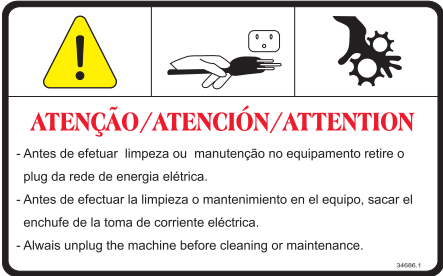 ATENÇÃO/ATENCIÓN/ATTENTION
- Antes de efetuar limpeza ou manutenção no equipamento retire o
plug da rede de energia elétrica.
- Antes de efectuar la limpieza o mantenimiento en el equipo, sacar el
enchufe de la toma de corriente eléctrica.
- Alwais unplug the machine before cleaning or maintenance.
34686.1